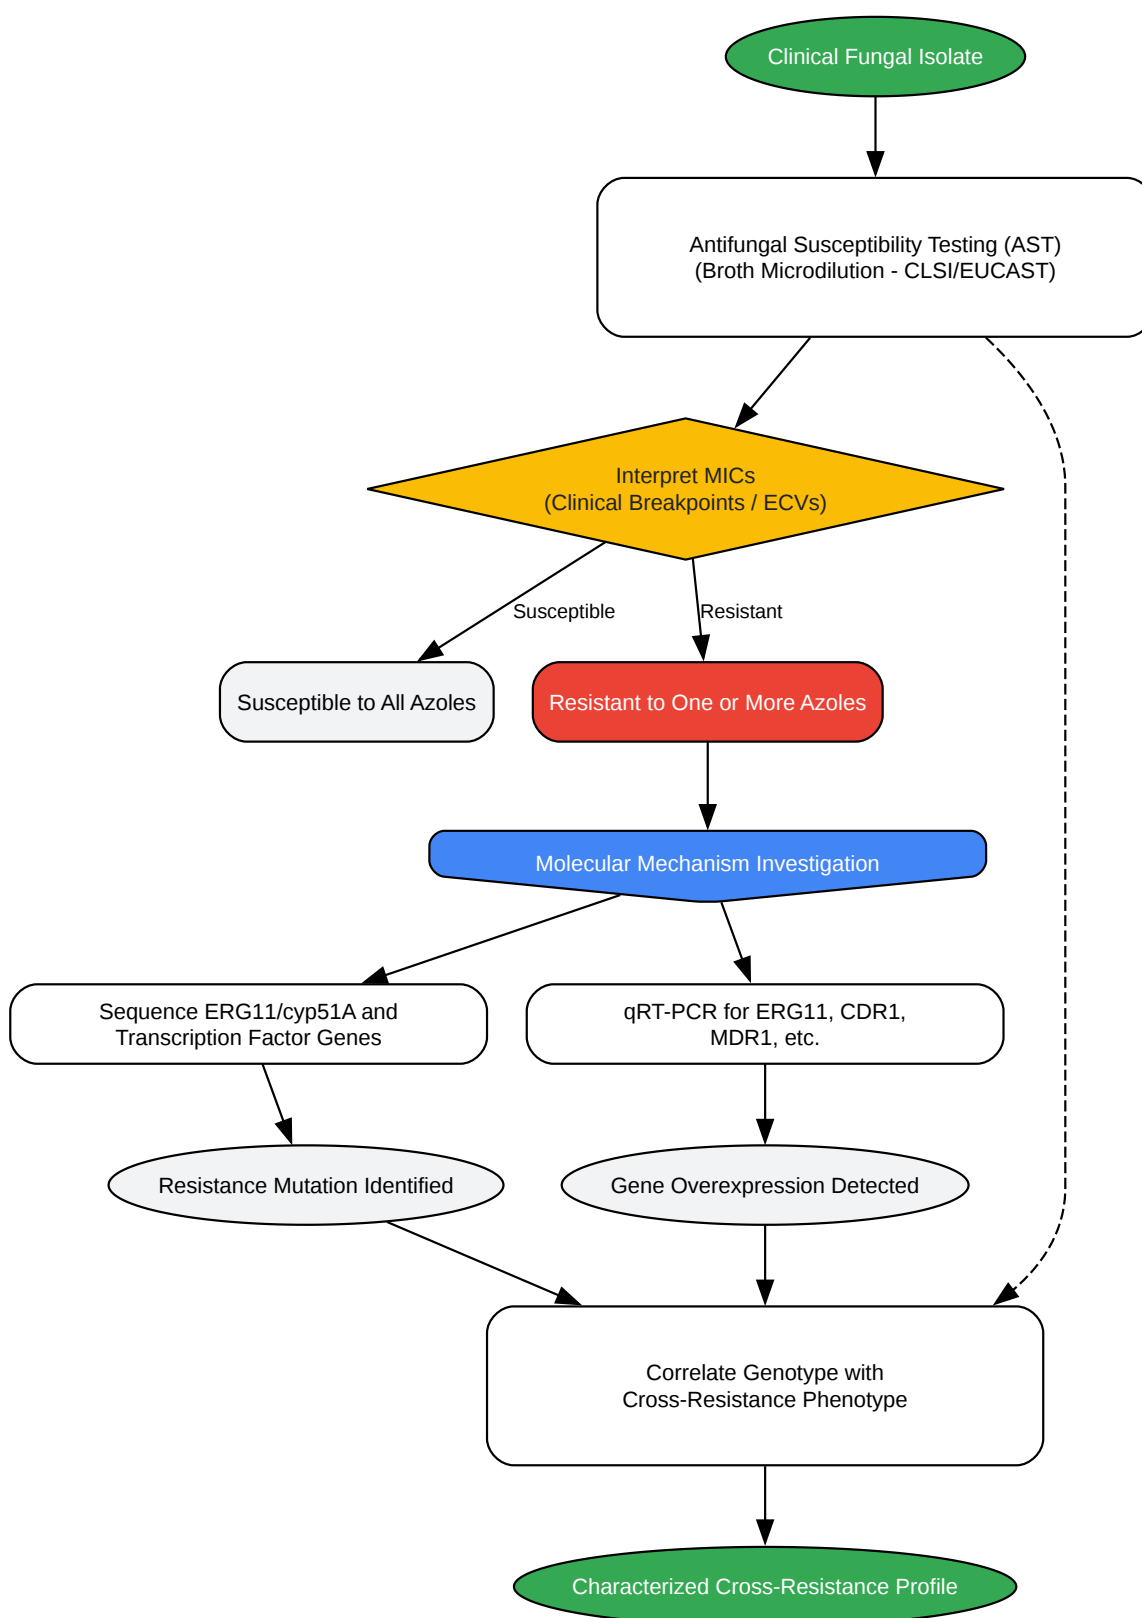 Clinical Fungal Isolate
Antifungal Susceptibility Testing (AST)
(Broth Microdilution - CLSI/EUCAST)
Interpret MICs
(Clinical Breakpoints / ECVs)
Susceptible
Resistant
Susceptible to All Azoles
Resistant to One or More Azoles
Molecular Mechanism Investigation
Sequence ERG11/cyp51A and
Transcription Factor Genes
qRT-PCR for ERG11, CDR1,
MDR1, etc.
Resistance Mutation Identified
Gene Overexpression Detected
Correlate Genotype with
Cross-Resistance Phenotype
Characterized Cross-Resistance Profile